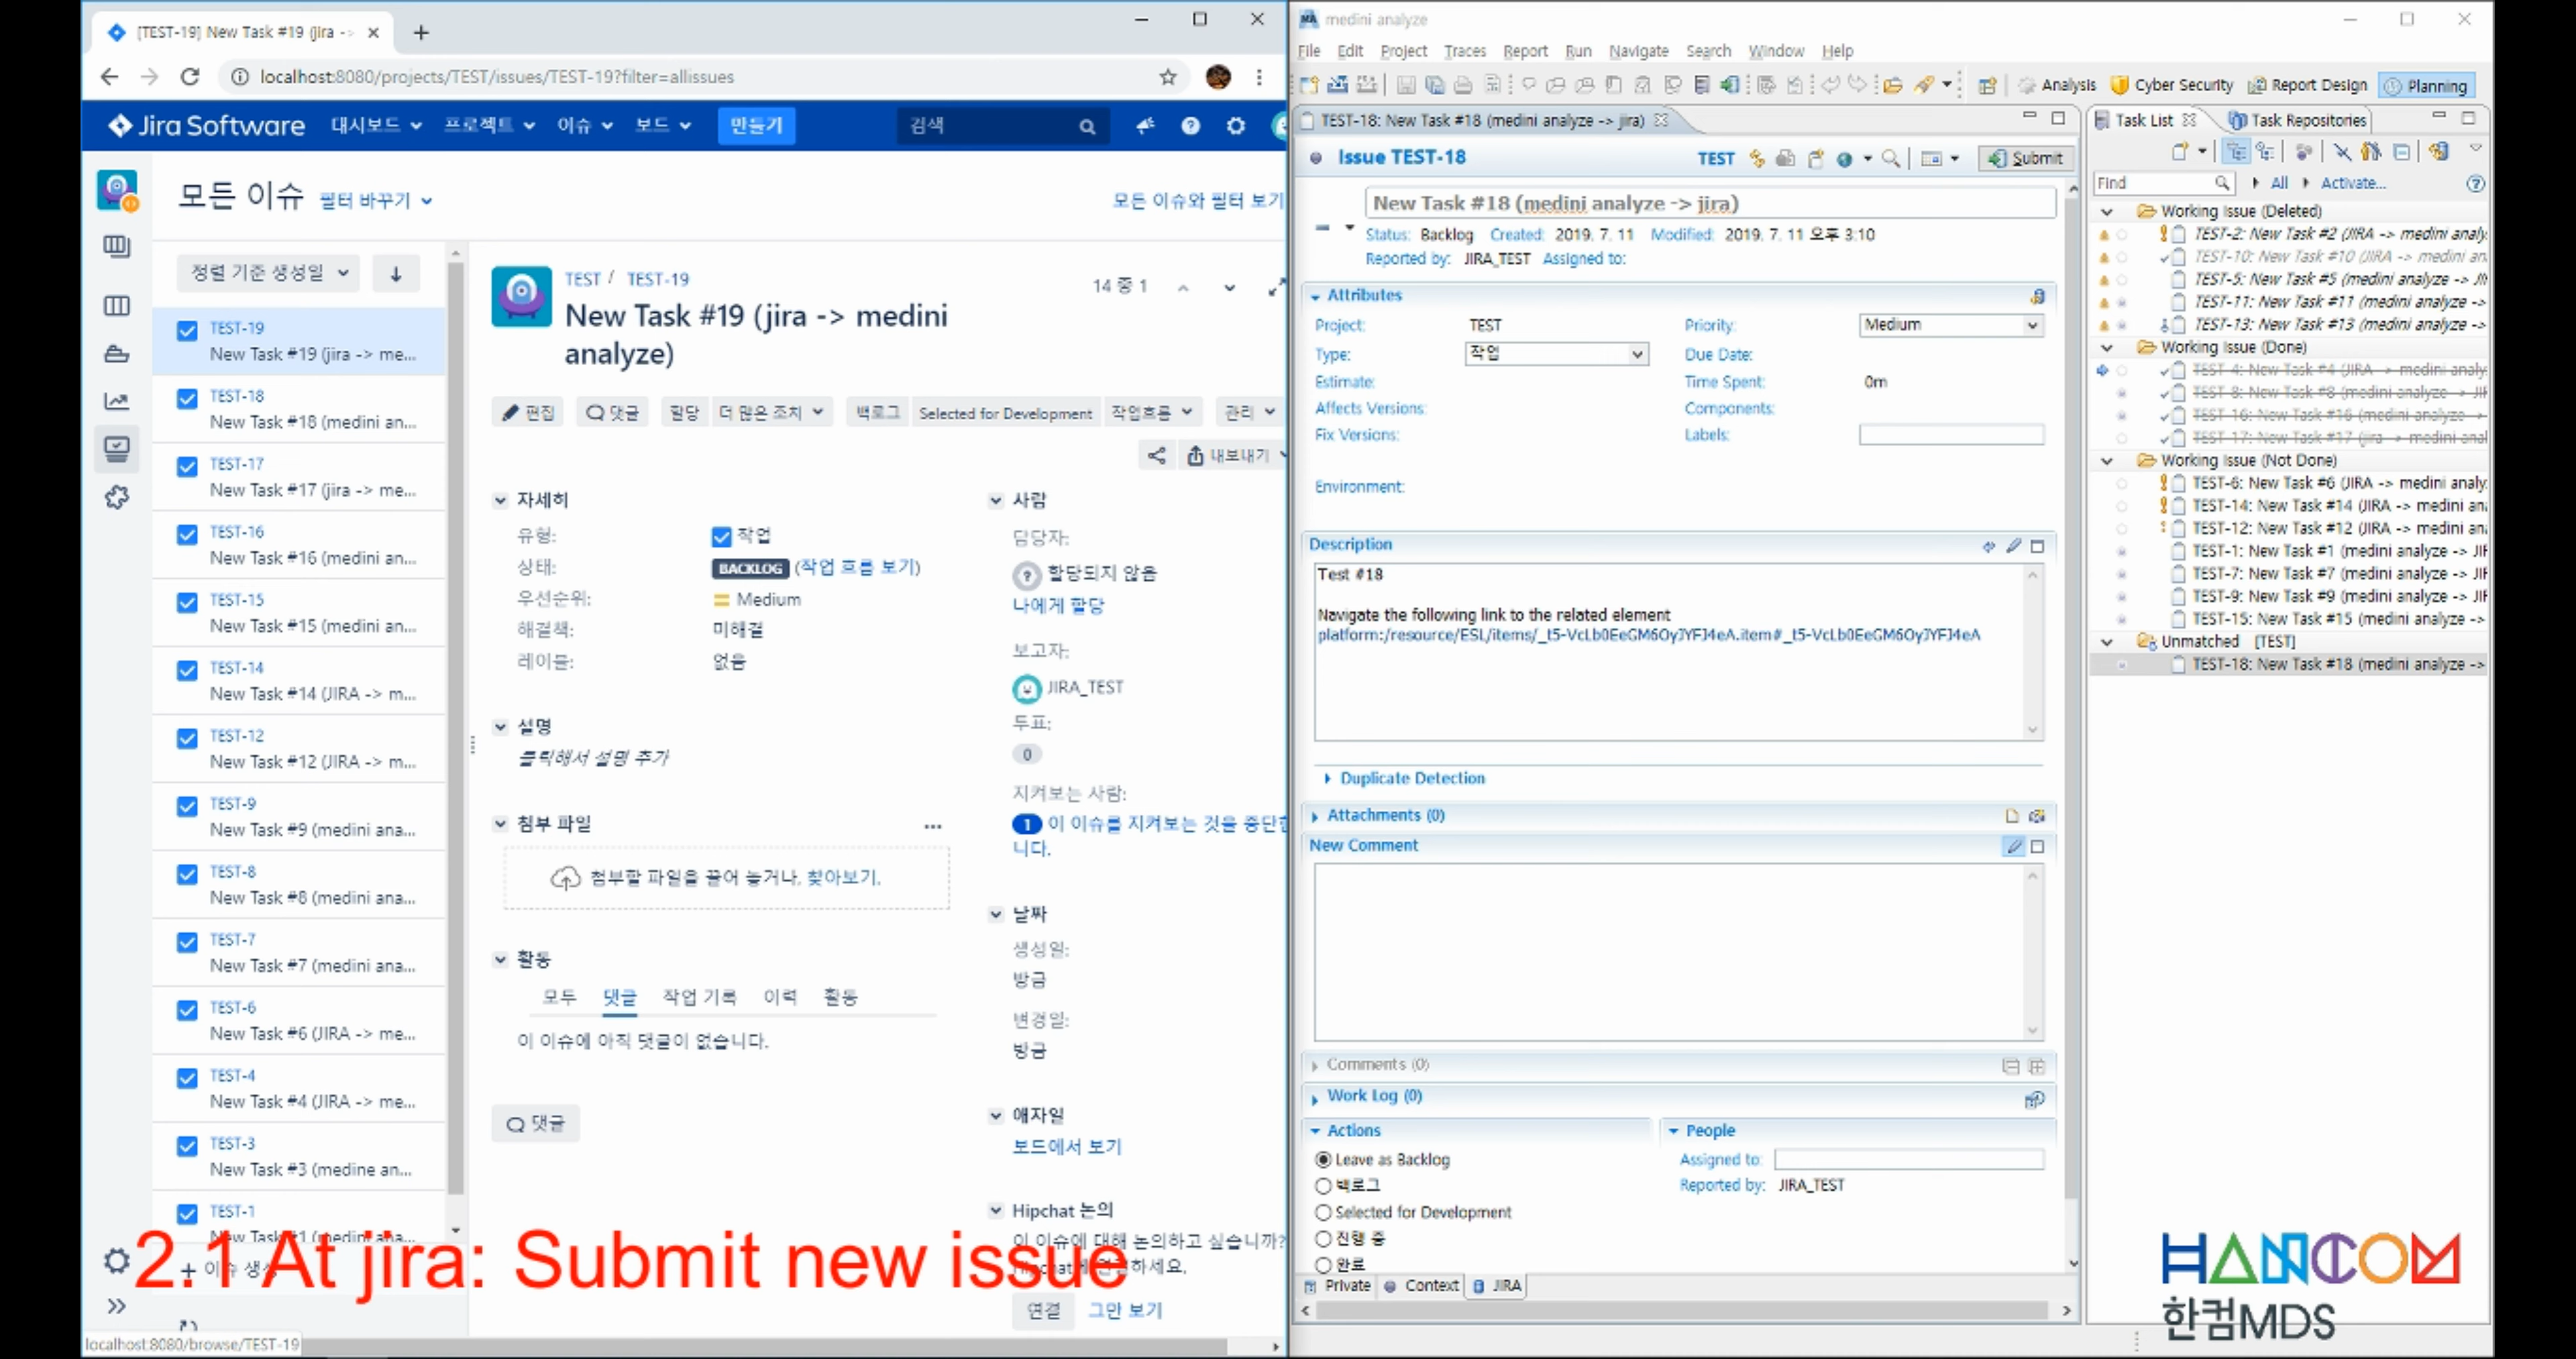 [TEST-19] New Task #19 (jira ->
localhost:8080/projects/TEST/issues/TEST-19?filter=allissues
Jira Software
대시보드
프로젝트
이슈
보드
만들기
검색
모든 이슈
필터 바꾸기
모든 이슈와 필터 보기
정렬 기준 생성일
TEST-19
New Task #19 (jira -> me...
TEST-18
New Task #18 (medini an...
TEST-17
New Task #17 (jira -> me...
TEST-16
New Task #16 (medini an...
TEST-15
New Task #15 (medini an...
TEST-14
New Task #14 (JIRA -> m...
TEST-12
New Task #12 (JIRA -> m...
TEST-9
New Task #9 (medini ana...
TEST-8
New Task #8 (medini ana...
TEST-7
New Task #7 (medini ana...
TEST-6
New Task #6 (JIRA -> me...
TEST-4
New Task #4 (JIRA -> me...
TEST-3
New Task #3 (medine an...
TEST-1
New Task #1 (medini ana...
+ 이슈 생성
TEST / TEST-19
14 중 1
New Task #19 (jira -> medini
analyze)
편집
댓글
할당
더 많은 조치
백로그
Selected for Development
작업흐름
관리
내보내기
자세히
유형: 작업
상태: BACKLOG (작업 흐름 보기)
우선순위: Medium
해결책: 미해결
레이블: 없음
설명
클릭해서 설명 추가
첨부 파일
...
첨부할 파일을 끌어 놓거나, 찾아보기.
활동
모두 댓글 작업 기록 이력 활동
이 이슈에 아직 댓글이 없습니다.
댓글
사람
담당자:
할당되지 않음
나에게 할당
보고자:
JIRA_TEST
두표:
0
지켜보는 사람:
1 이 이슈를 지켜보는 것을 중단합
니다.
날짜
생성일:
방금
변경일:
방금
애자일
보드에서 보기
Hipchat 논의
이 이슈에 대해 논의하고 싶습니까?
연결 그만 보기
2.1 At jira: Submit new issue
localhost:8080/browse/TEST-19
MA medini analyze
File Edit Project Traces Report Run Navigate Search Window Help
Analysis Cyber Security Report Design Planning
TEST-18: New Task #18 (medini analyze -> jira)
Issue TEST-18
TEST
Submit
New Task #18 (medini analyze -> jira)
Status: Backlog Created: 2019. 7. 11 Modified: 2019. 7. 11 오후 3:10
Reported by: JIRA_TEST Assigned to:
Attributes
Project: TEST Priority: Medium
Type: 작업 Due Date:
Estimate: Time Spent: 0m
Affects Versions: Components:
Fix Versions: Labels:
Environment:
Description
Test #18
Navigate the following link to the related element
platform:/resource/ESL/items/_t5-VcLb0EeGM6OyJYFJ4eA.item#_t5-VcLb0EeGM6OyJYFJ4eA
Duplicate Detection
Attachments (0)
New Comment
Comments (0)
Work Log (0)
Actions
Leave as Backlog
백로그
Selected for Development
진행 중
완료
People
Assigned to:
Reported by: JIRA_TEST
Private Context JIRA
Task List Task Repositories
Find All Activate...
Working Issue (Deleted)
TEST-2: New Task #2 (JIRA -> medini analy
TEST-10: New Task #10 (JIRA -> medini an
TEST-5: New Task #5 (medini analyze -> JI
TEST-11: New Task #11 (medini analyze ->
TEST-13: New Task #13 (medini analyze ->
Working Issue (Done)
TEST-4: New Task #4 (JIRA -> medini analy
TEST-8: New Task #8 (medini analyze -> JI
TEST-16: New Task #16 (medini analyze ->
TEST-17: New Task #17 (jira -> medini anal
Working Issue (Not Done)
TEST-6: New Task #6 (JIRA -> medini analy
TEST-14: New Task #14 (JIRA -> medini an
TEST-12: New Task #12 (JIRA -> medini an
TEST-1: New Task #1 (medini analyze -> JI
TEST-7: New Task #7 (medini analyze -> JI
TEST-9: New Task #9 (medini analyze -> JI
TEST-15: New Task #15 (medini analyze ->
Unmatched [TEST]
TEST-18: New Task #18 (medini analyze ->
HANCOM
한컴MDS